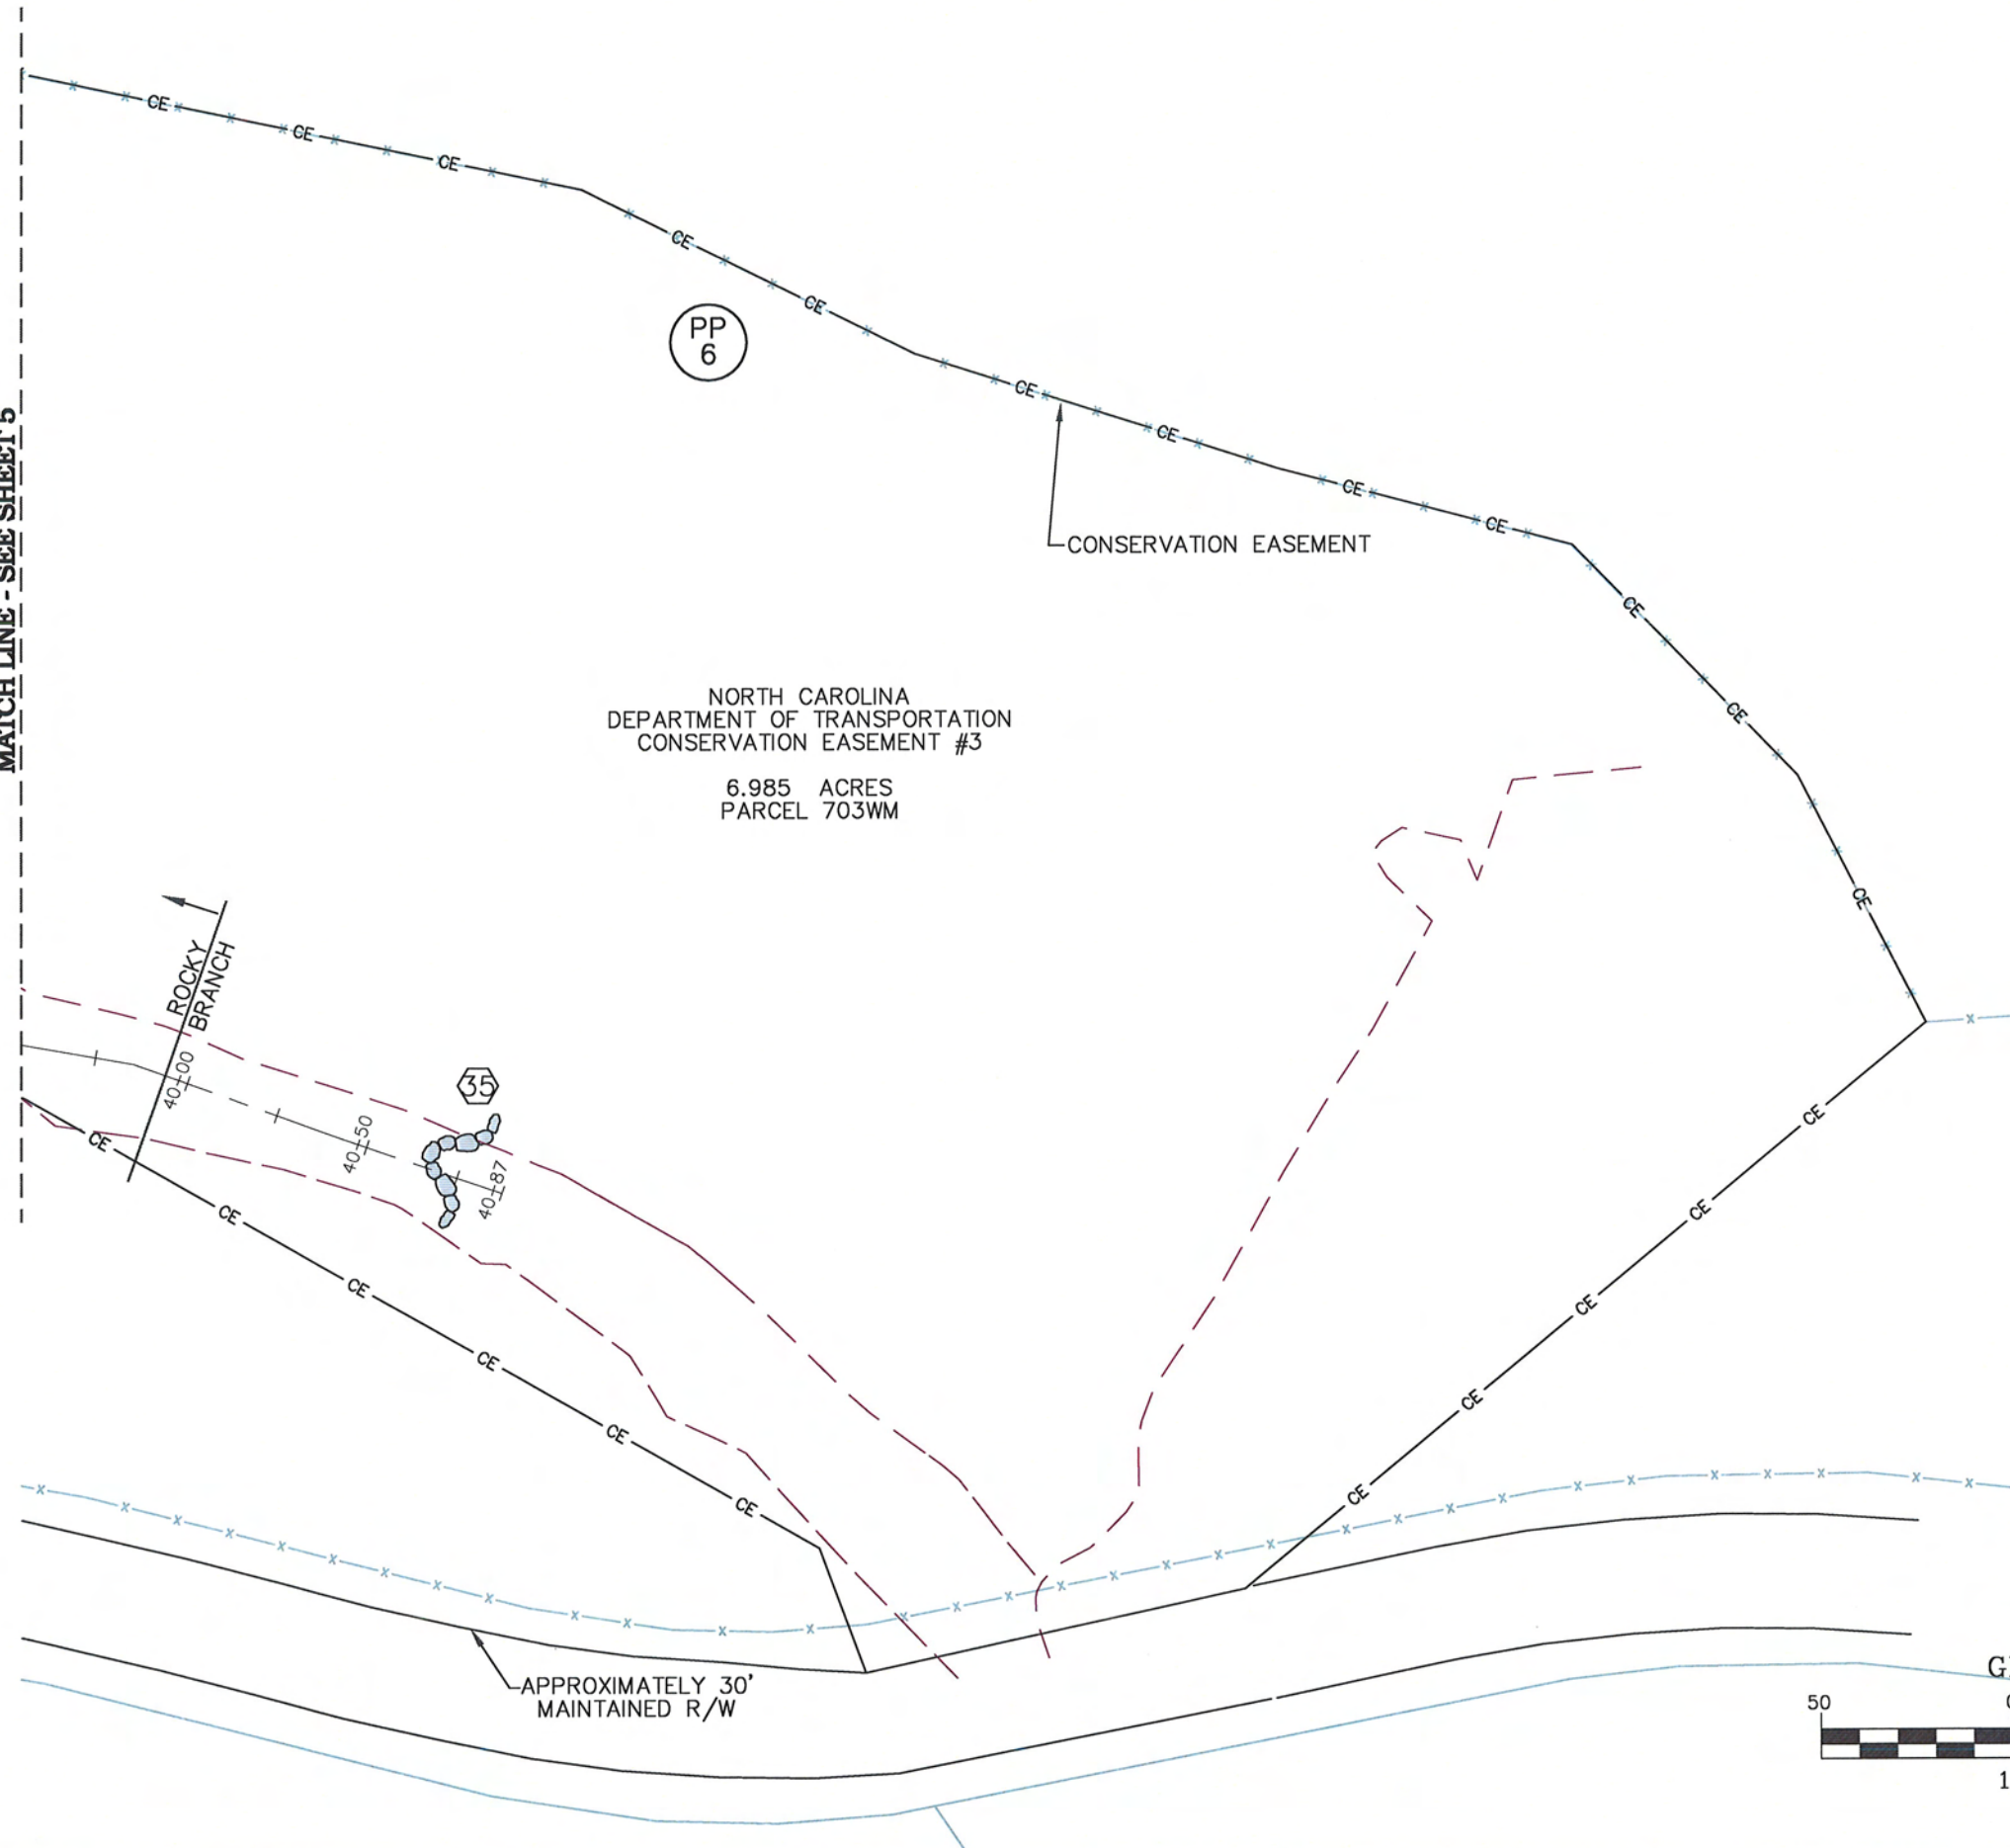 MATCH LINE - SEE SHEET 5
CE
CE
CE
CE
CE
PP
6
CE
CE
CE
CE
CONSERVATION EASEMENT
CE
CE
CE
NORTH CAROLINA
DEPARTMENT OF TRANSPORTATION
CONSERVATION EASEMENT #3
6.985 ACRES
PARCEL 703WM
ROCKY
BRANCH
40+00
40+50
35
40+87
CE
CE
CE
CE
CE
CE
CE
CE
CE
CE
CE
APPROXIMATELY 30'
MAINTAINED R/W
50